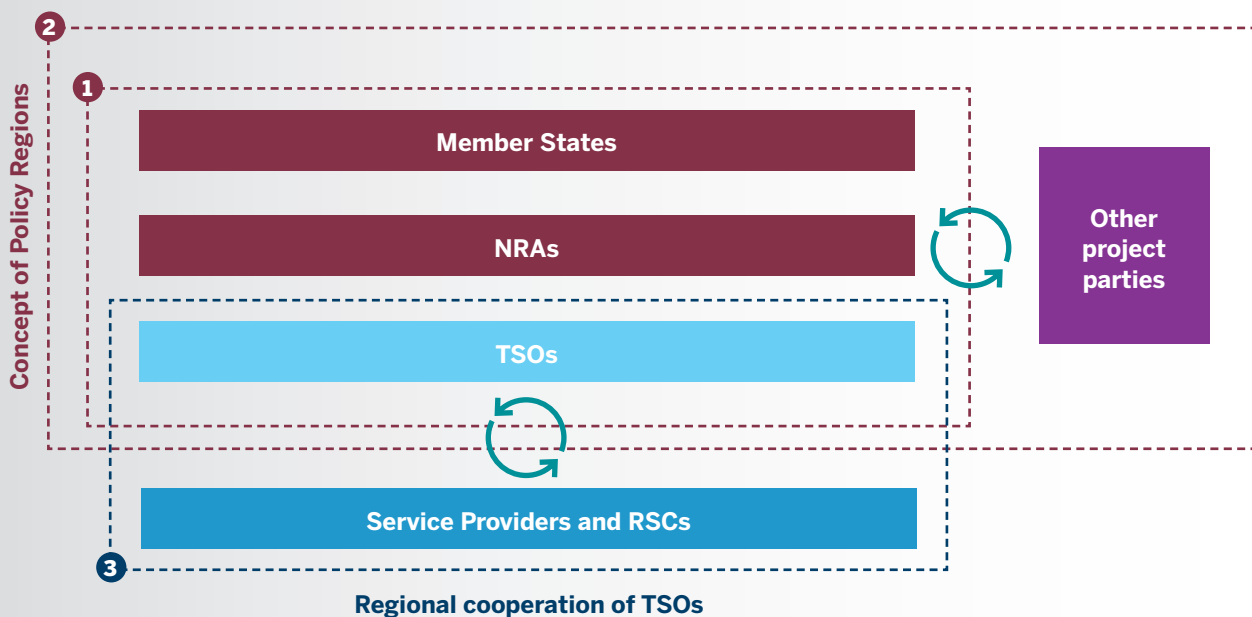 2
1
Concept of Policy Regions
Member States
NRAs
Other
project
parties
TSOs
Service Providers and RSCs
3
Regional cooperation of TSOs